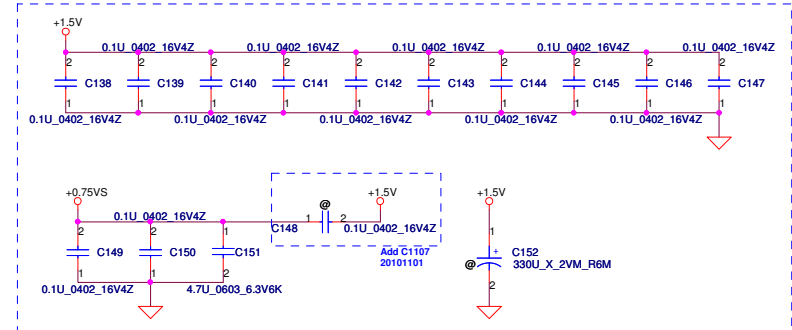 +1.5V
0.1U_0402_16V4Z 0.1U_0402_16V4Z 0.1U_0402_16V4Z 0.1U_0402_16V4Z 0.1U_0402_16V4Z
2 2 2 2 2 2 2 2 2 2
C138 C139 C140 C141 C142 C143 C144 C145 C146 C147
1 1 1 1 1 1 1 1 1 1
0.1U_0402_16V4Z 0.1U_0402_16V4Z 0.1U_0402_16V4Z 0.1U_0402_16V4Z 0.1U_0402_16V4Z
+0.75VS +1.5V +1.5V
@
0.1U_0402_16V4Z 1 2
C148 0.1U_0402_16V4Z
2 2 1 1
C149 C150 C151
Add C1107
20101101
+ C152
@ 330U_X_2VM_R6M
1 1 2 2
0.1U_0402_16V4Z 4.7U_0603_6.3V6K